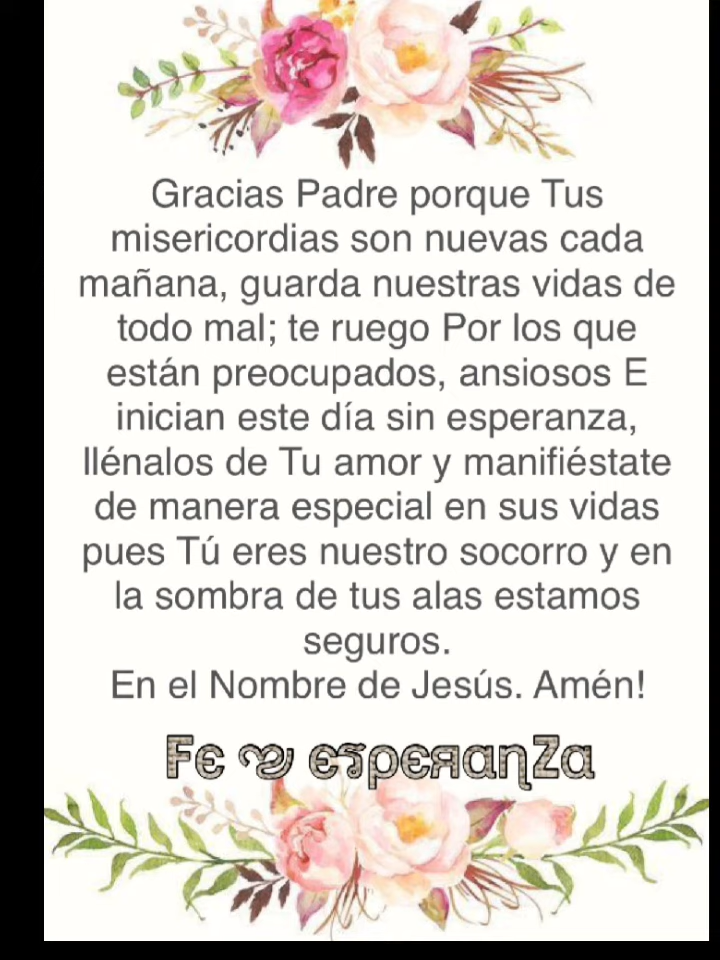 Gracias Padre porque Tus
misericordias son nuevas cada
mañana, guarda nuestras vidas de
todo mal; te ruego Por los que
están preocupados, ansiosos E
inician este día sin esperanza,
llénalos de Tu amor y manifiéstate
de manera especial en sus vidas
pues Tú eres nuestro socorro y en
la sombra de tus alas estamos
seguros.
En el Nombre de Jesús. Amén!
Fe y esperanZa